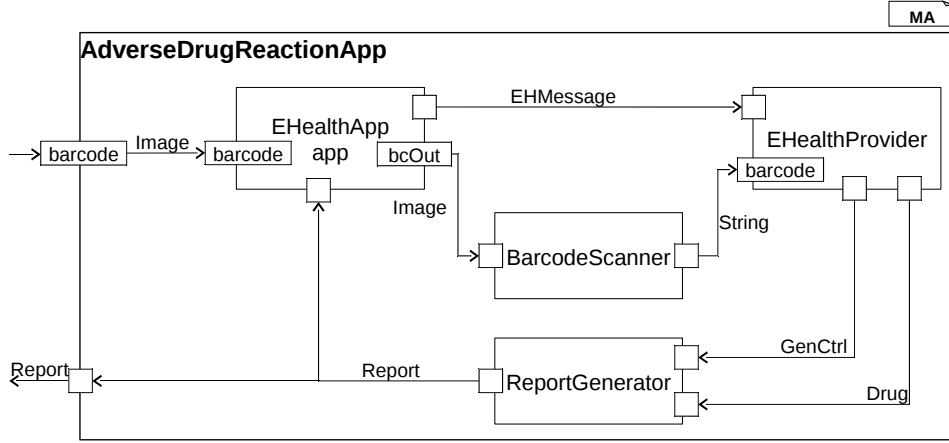 MA
AdverseDrugReactionApp
EHMessage
EHealthApp
app
EHealthProvider
barcode
Image
barcode
bcOut
barcode
Image
String
BarcodeScanner
GenCtrl
Report
Report
ReportGenerator
Drug